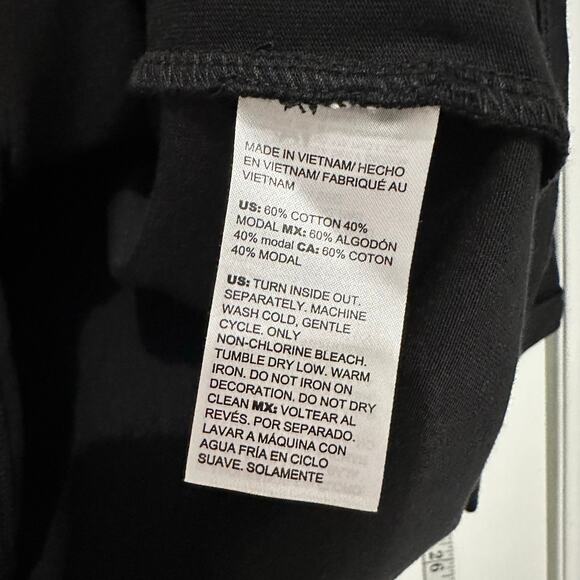 MADE IN VIETNAM/ HECHO
EN VIETNAM/ FABRIQUÉ AU
VIETNAM
US: 60% COTTON 40%
MODAL MX: 60% ALGODÓN
40% modal CA: 60% COTON
40% MODAL
US: TURN INSIDE OUT.
SEPARATELY. MACHINE
WASH COLD, GENTLE
CYCLE. ONLY
NON-CHLORINE BLEACH.
TUMBLE DRY LOW. WARM
IRON. DO NOT IRON ON
DECORATION. DO NOT DRY
CLEAN MX: VOLTEAR AL
REVÉS. POR SEPARADO.
LAVAR A MÁQUINA CON
AGUA FRÍA EN CICLO
SUAVE. SOLAMENTE
26